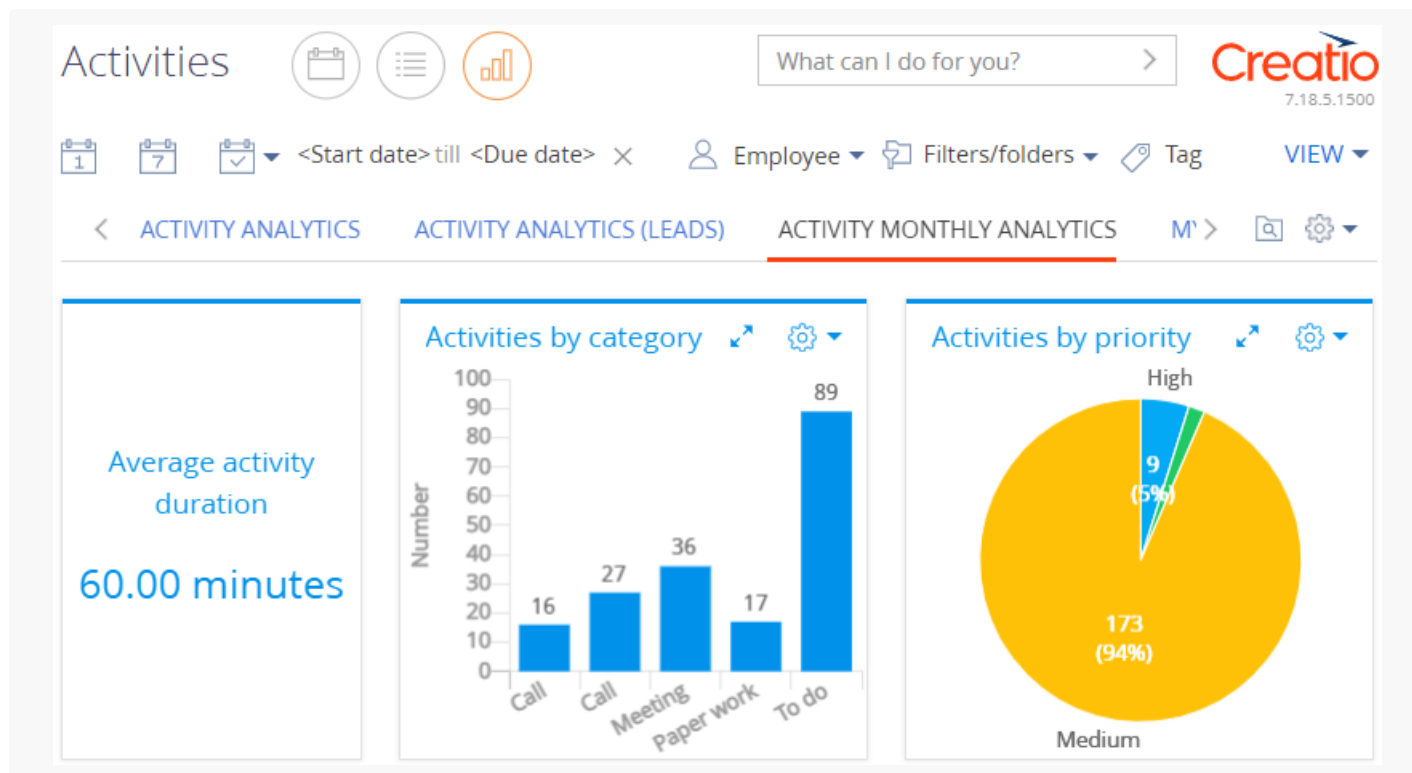 Activities
What can I do for you?
Creatio
7.18.5.1500
1
7
<Start date> till <Due date>
Employee
Filters/folders
Tag
VIEW
ACTIVITY ANALYTICS
ACTIVITY ANALYTICS (LEADS)
ACTIVITY MONTHLY ANALYTICS
MY
Average activity
duration
60.00 minutes
Activities by category
100
90
80
70
60
50
40
30
20
10
0
Number
16
27
36
17
89
Call
Call
Meeting
Paper work
To do
Activities by priority
High
9
(5%)
173
(94%)
Medium